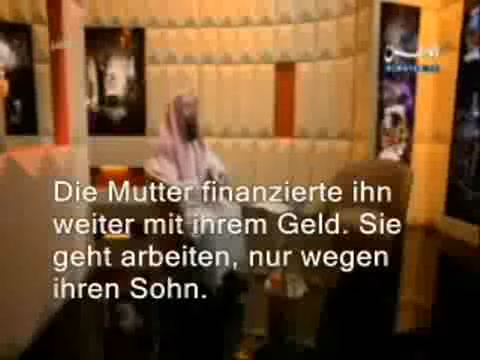 Die Mutter finanzierte ihn
weiter mit ihrem Geld. Sie
geht arbeiten, nur wegen
ihren Sohn.